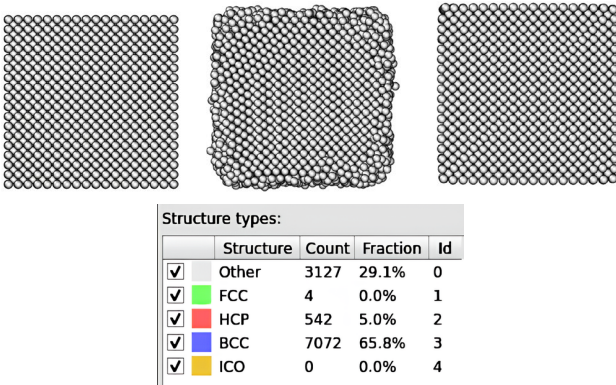 Structure types:
Structure Count Fraction Id
Other 3127 29.1% 0
FCC 4 0.0% 1
HCP 542 5.0% 2
BCC 7072 65.8% 3
ICO 0 0.0% 4